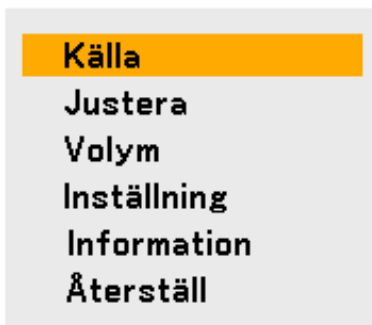 Källa
Justera
Volym
Inställning
Information
Återställ